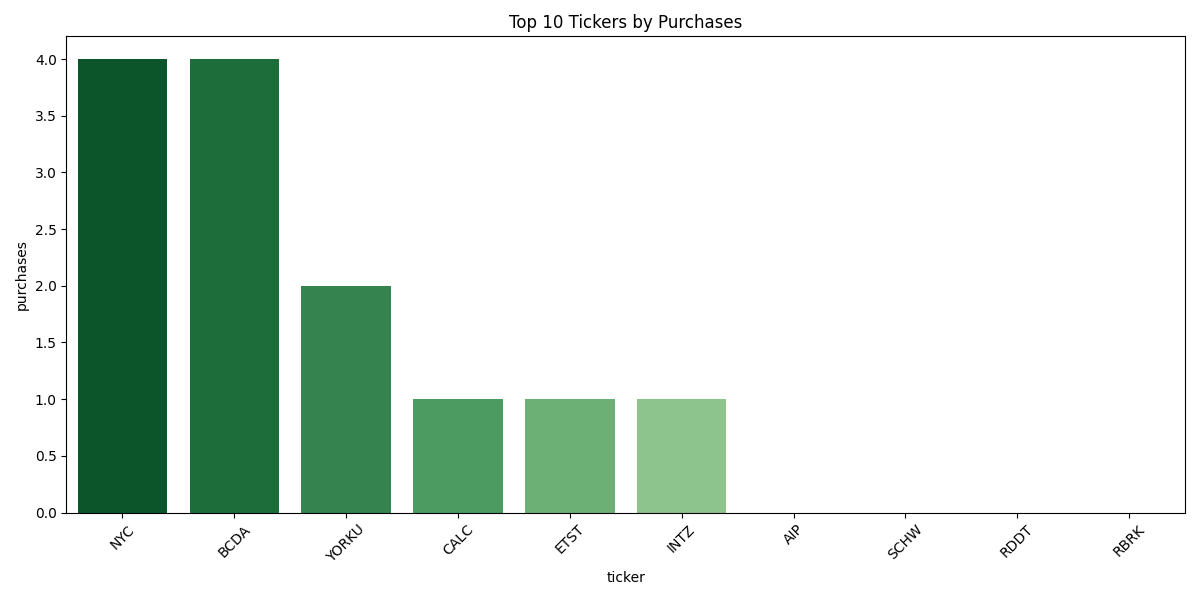 Top 10 Tickers by Purchases
purchases
4.0
3.5
3.0
2.5
2.0
1.5
1.0
0.5
0.0
NYC
BCDA
YORKU
CALC
ETST
INTZ
AIP
SCHW
RDDT
RBRK
ticker